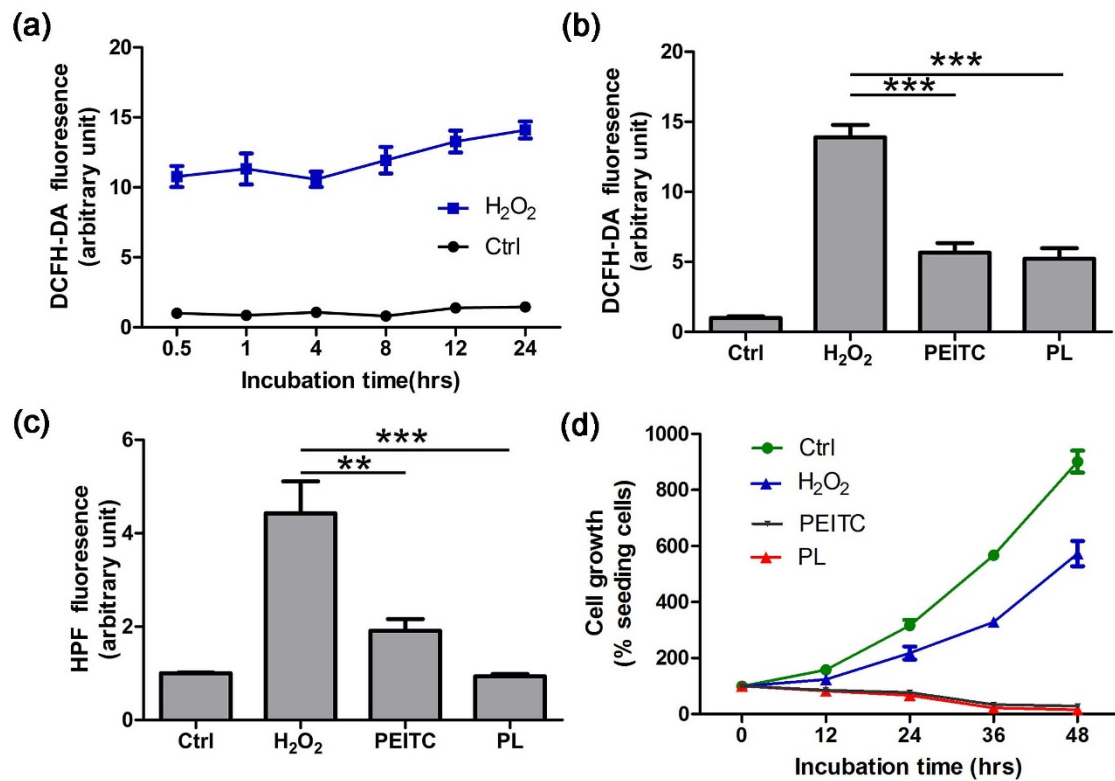 (a)
DCFH-DA fluoresence
(arbitrary unit)
20
15
10
5
0
H₂O₂
Ctrl
0.5 1 4 8 12 24
Incubation time(hrs)
(b)
DCFH-DA fluoresence
(arbitrary unit)
20
15
10
5
0
***
***
Ctrl H₂O₂ PEITC PL
(c)
HPF fluoresence
(arbitrary unit)
6
4
2
0
***
**
Ctrl H₂O₂ PEITC PL
(d)
Cell growth
(% seeding cells)
1000
800
600
400
200
0
Ctrl
H₂O₂
PEITC
PL
0 12 24 36 48
Incubation time (hrs)